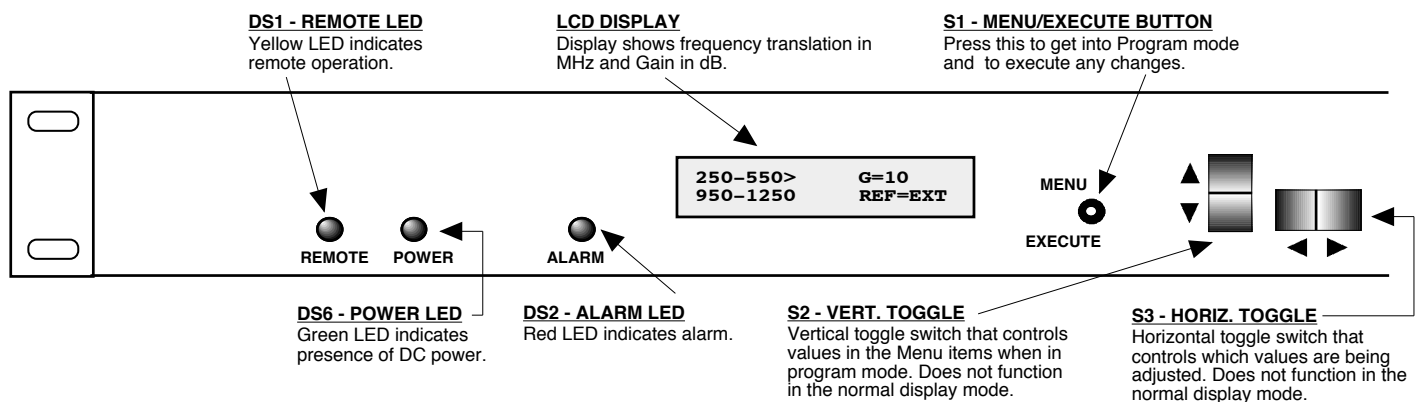 DS1 - REMOTE LED
Yellow LED indicates
remote operation.
LCD DISPLAY
Display shows frequency translation in
MHz and Gain in dB.
S1 - MENU/EXECUTE BUTTON
Press this to get into Program mode
and to execute any changes.
250–550> G=10
950–1250 REF=EXT
MENU
EXECUTE
REMOTE POWER ALARM
DS6 - POWER LED
Green LED indicates
presence of DC power.
DS2 - ALARM LED
Red LED indicates alarm.
S2 - VERT. TOGGLE
Vertical toggle switch that controls
values in the Menu items when in
program mode. Does not function
in the normal display mode.
S3 - HORIZ. TOGGLE
Horizontal toggle switch that
controls which values are being
adjusted. Does not function in the
normal display mode.